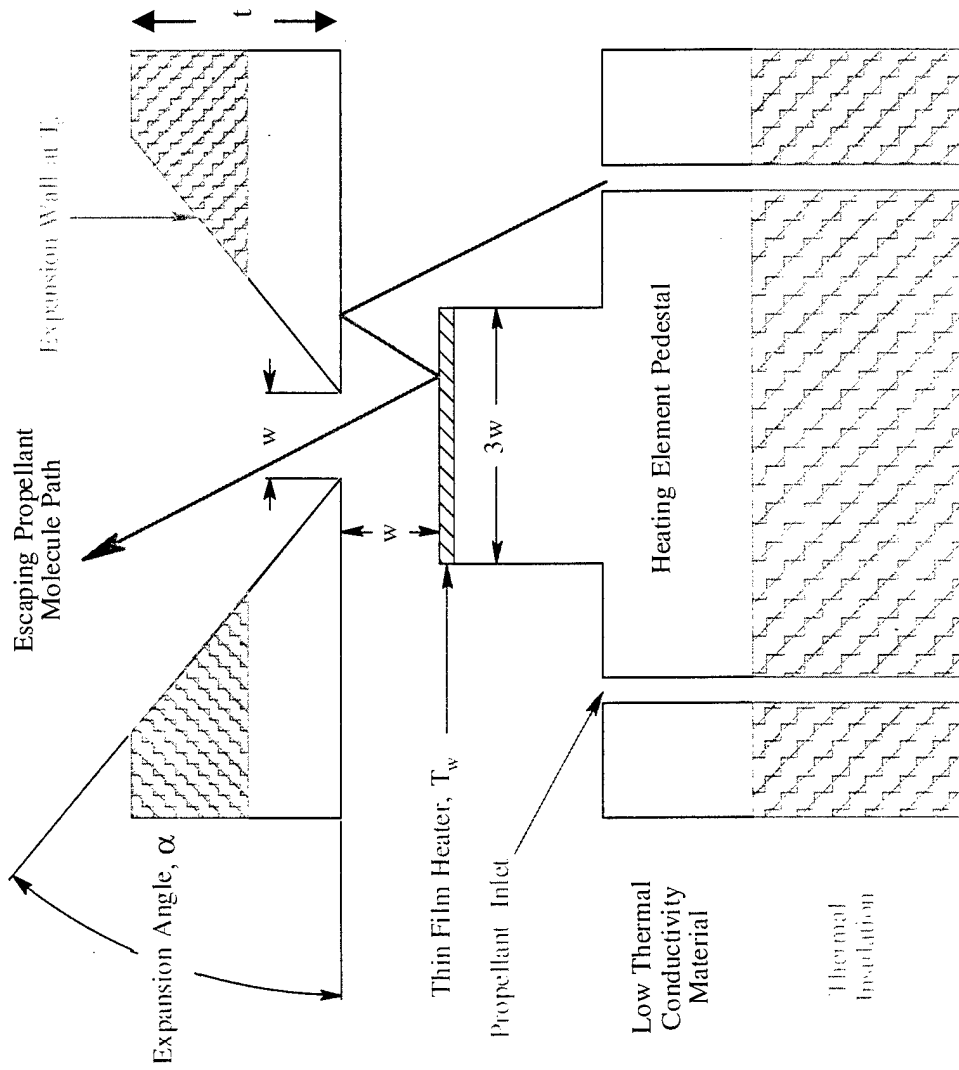 Escaping Propellant
Molecule Path
Expansion Wall at T
t
w
w
3w
Expansion Angle, α
Thin Film Heater, T_w
Propellant Inlet
Heating Element Pedestal
Low Thermal
Conductivity
Material
Thermal
Insulation